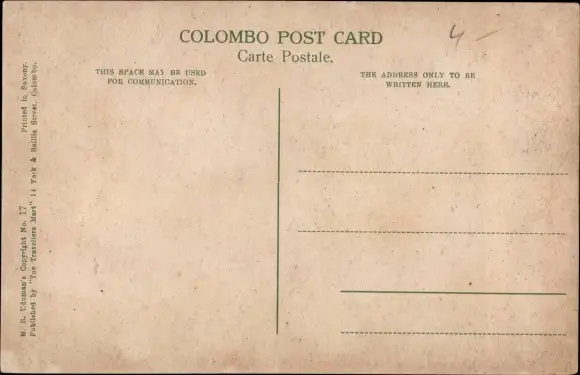 COLOMBO POST CARD
Carte Postale.
4 -
THIS SPACE MAY BE USED
FOR COMMUNICATION.
THE ADDRESS ONLY TO BE
WRITTEN HERE.
M. B. Uduman's Copyright No. 17 Printed in Saxony.
Published by "The Travellers Mart" 14 York & Baillie Street, Colombo.